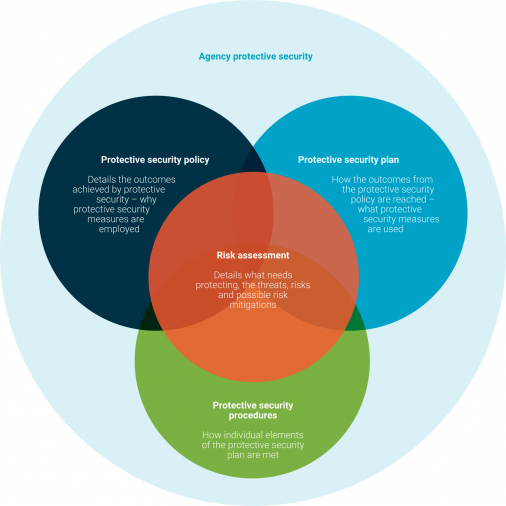 Agency protective security
Protective security policy
Details the outcomes
achieved by protective
security – why
protective security
measures are
employed
Protective security plan
How the outcomes from
the protective security
policy are reached –
what protective
security measures
are used
Risk assessment
Details what needs
protecting, the threats, risks
and possible risk
mitigations
Protective security
procedures
How individual elements
of the protective security
plan are met